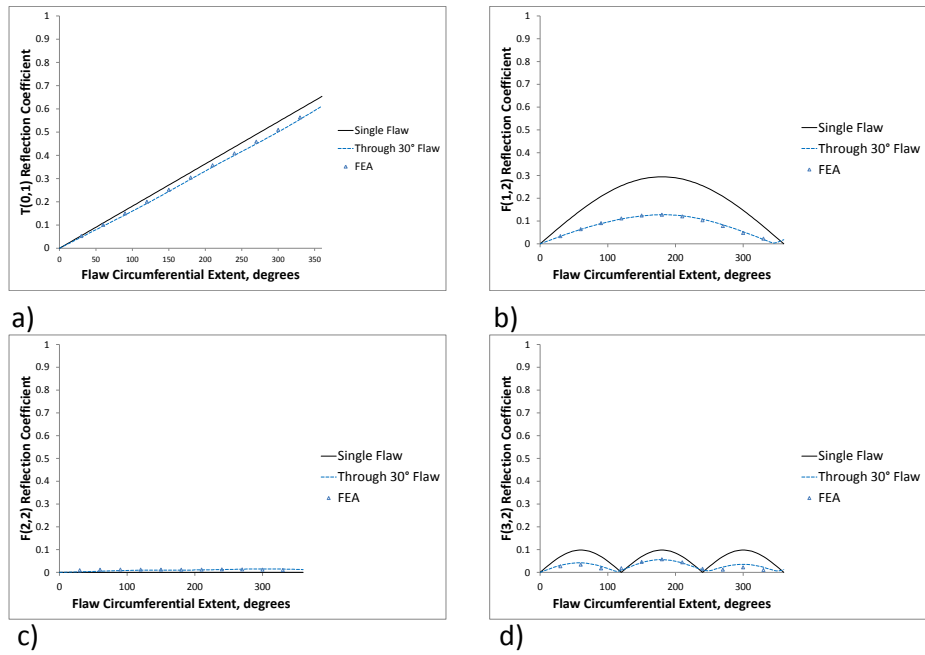 1
0.9
0.8
0.7
0.6
0.5
0.4
0.3
0.2
0.1
0
T(0,1) Reflection Coefficient
0 50 100 150 200 250 300 350
Flaw Circumferential Extent, degrees
Single Flaw
Through 30° Flaw
FEA
a)
1
0.9
0.8
0.7
0.6
0.5
0.4
0.3
0.2
0.1
0
F(1,2) Reflection Coefficient
0 100 200 300
Flaw Circumferential Extent, degrees
Single Flaw
Through 30° Flaw
FEA
b)
1
0.9
0.8
0.7
0.6
0.5
0.4
0.3
0.2
0.1
0
F(2,2) Reflection Coefficient
0 100 200 300
Flaw Circumferential Extent, degrees
Single Flaw
Through 30° Flaw
FEA
c)
1
0.9
0.8
0.7
0.6
0.5
0.4
0.3
0.2
0.1
0
F(3,2) Reflection Coefficient
0 100 200 300
Flaw Circumferential Extent, degrees
Single Flaw
Through 30° Flaw
FEA
d)